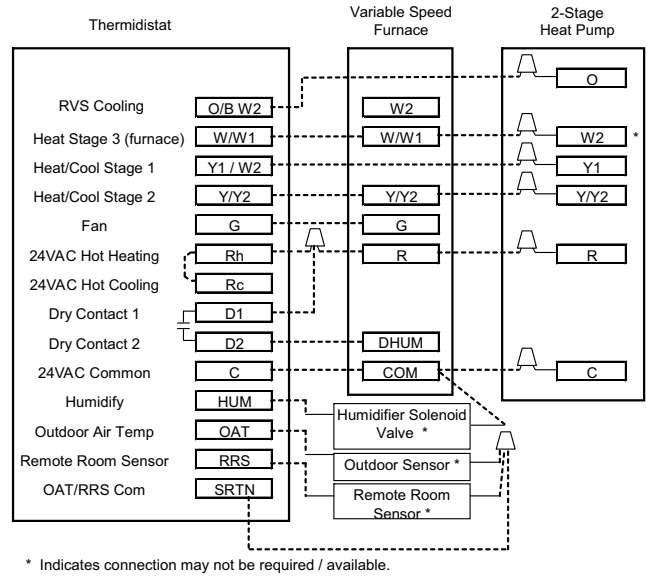 Thermidistat
Variable Speed
Furnace
2-Stage
Heat Pump
O
RVS Cooling O/B W2 W2
Heat Stage 3 (furnace) W/W1 W/W1 W2 *
Heat/Cool Stage 1 Y1 / W2 Y1
Heat/Cool Stage 2 Y/Y2 Y/Y2 Y/Y2
Fan G G
24VAC Hot Heating Rh R R
24VAC Hot Cooling Rc
Dry Contact 1 D1
Dry Contact 2 D2 DHUM
24VAC Common C COM C
Humidify HUM
Humidifier Solenoid
Valve *
Outdoor Air Temp OAT
Outdoor Sensor *
Remote Room Sensor RRS
Remote Room
Sensor *
OAT/RRS Com SRTN
* Indicates connection may not be required / available.